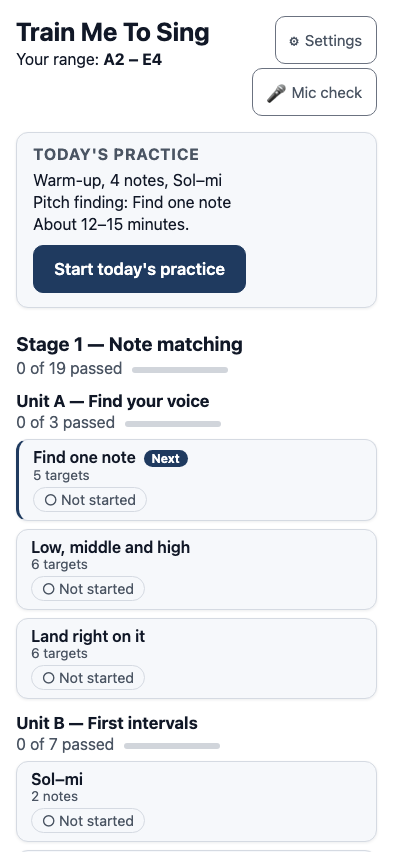 Train Me To Sing
⚙ Settings
Your range: A2 – E4
🎤 Mic check
TODAY'S PRACTICE
Warm-up, 4 notes, Sol–mi
Pitch finding: Find one note
About 12–15 minutes.
Start today's practice
Stage 1 — Note matching
0 of 19 passed
Unit A — Find your voice
0 of 3 passed
Find one note Next
5 targets
Not started
Low, middle and high
6 targets
Not started
Land right on it
6 targets
Not started
Unit B — First intervals
0 of 7 passed
Sol–mi
2 notes
Not started